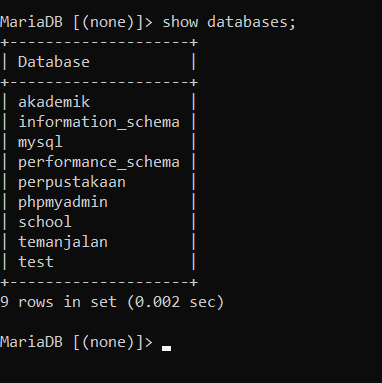 MariaDB [(none)]> show databases;
+--------------------+
| Database           |
+--------------------+
| akademik           |
| information_schema |
| mysql              |
| performance_schema |
| perpustakaan       |
| phpmyadmin         |
| school             |
| temanjalan         |
| test               |
+--------------------+
9 rows in set (0.002 sec)
MariaDB [(none)]> _